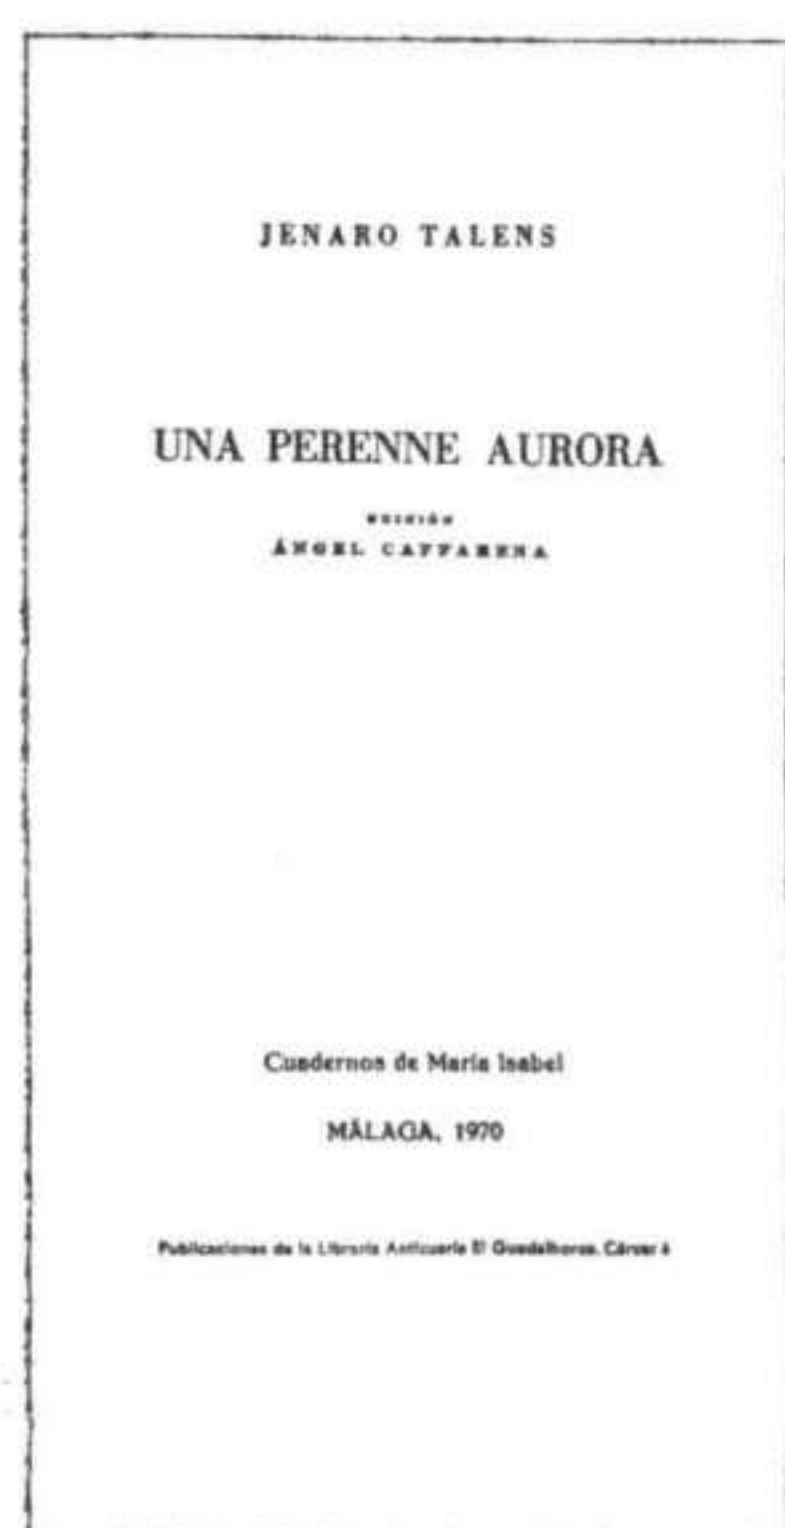 JENARO TALENS
UNA PERENNE AURORA
EDICIÓN
ÁNGEL CAFFARENA
Cuadernos de María Isabel
MÁLAGA, 1970
Publicaciones de la Librería Anticuaria El Guadalhorce. Cárcer 4